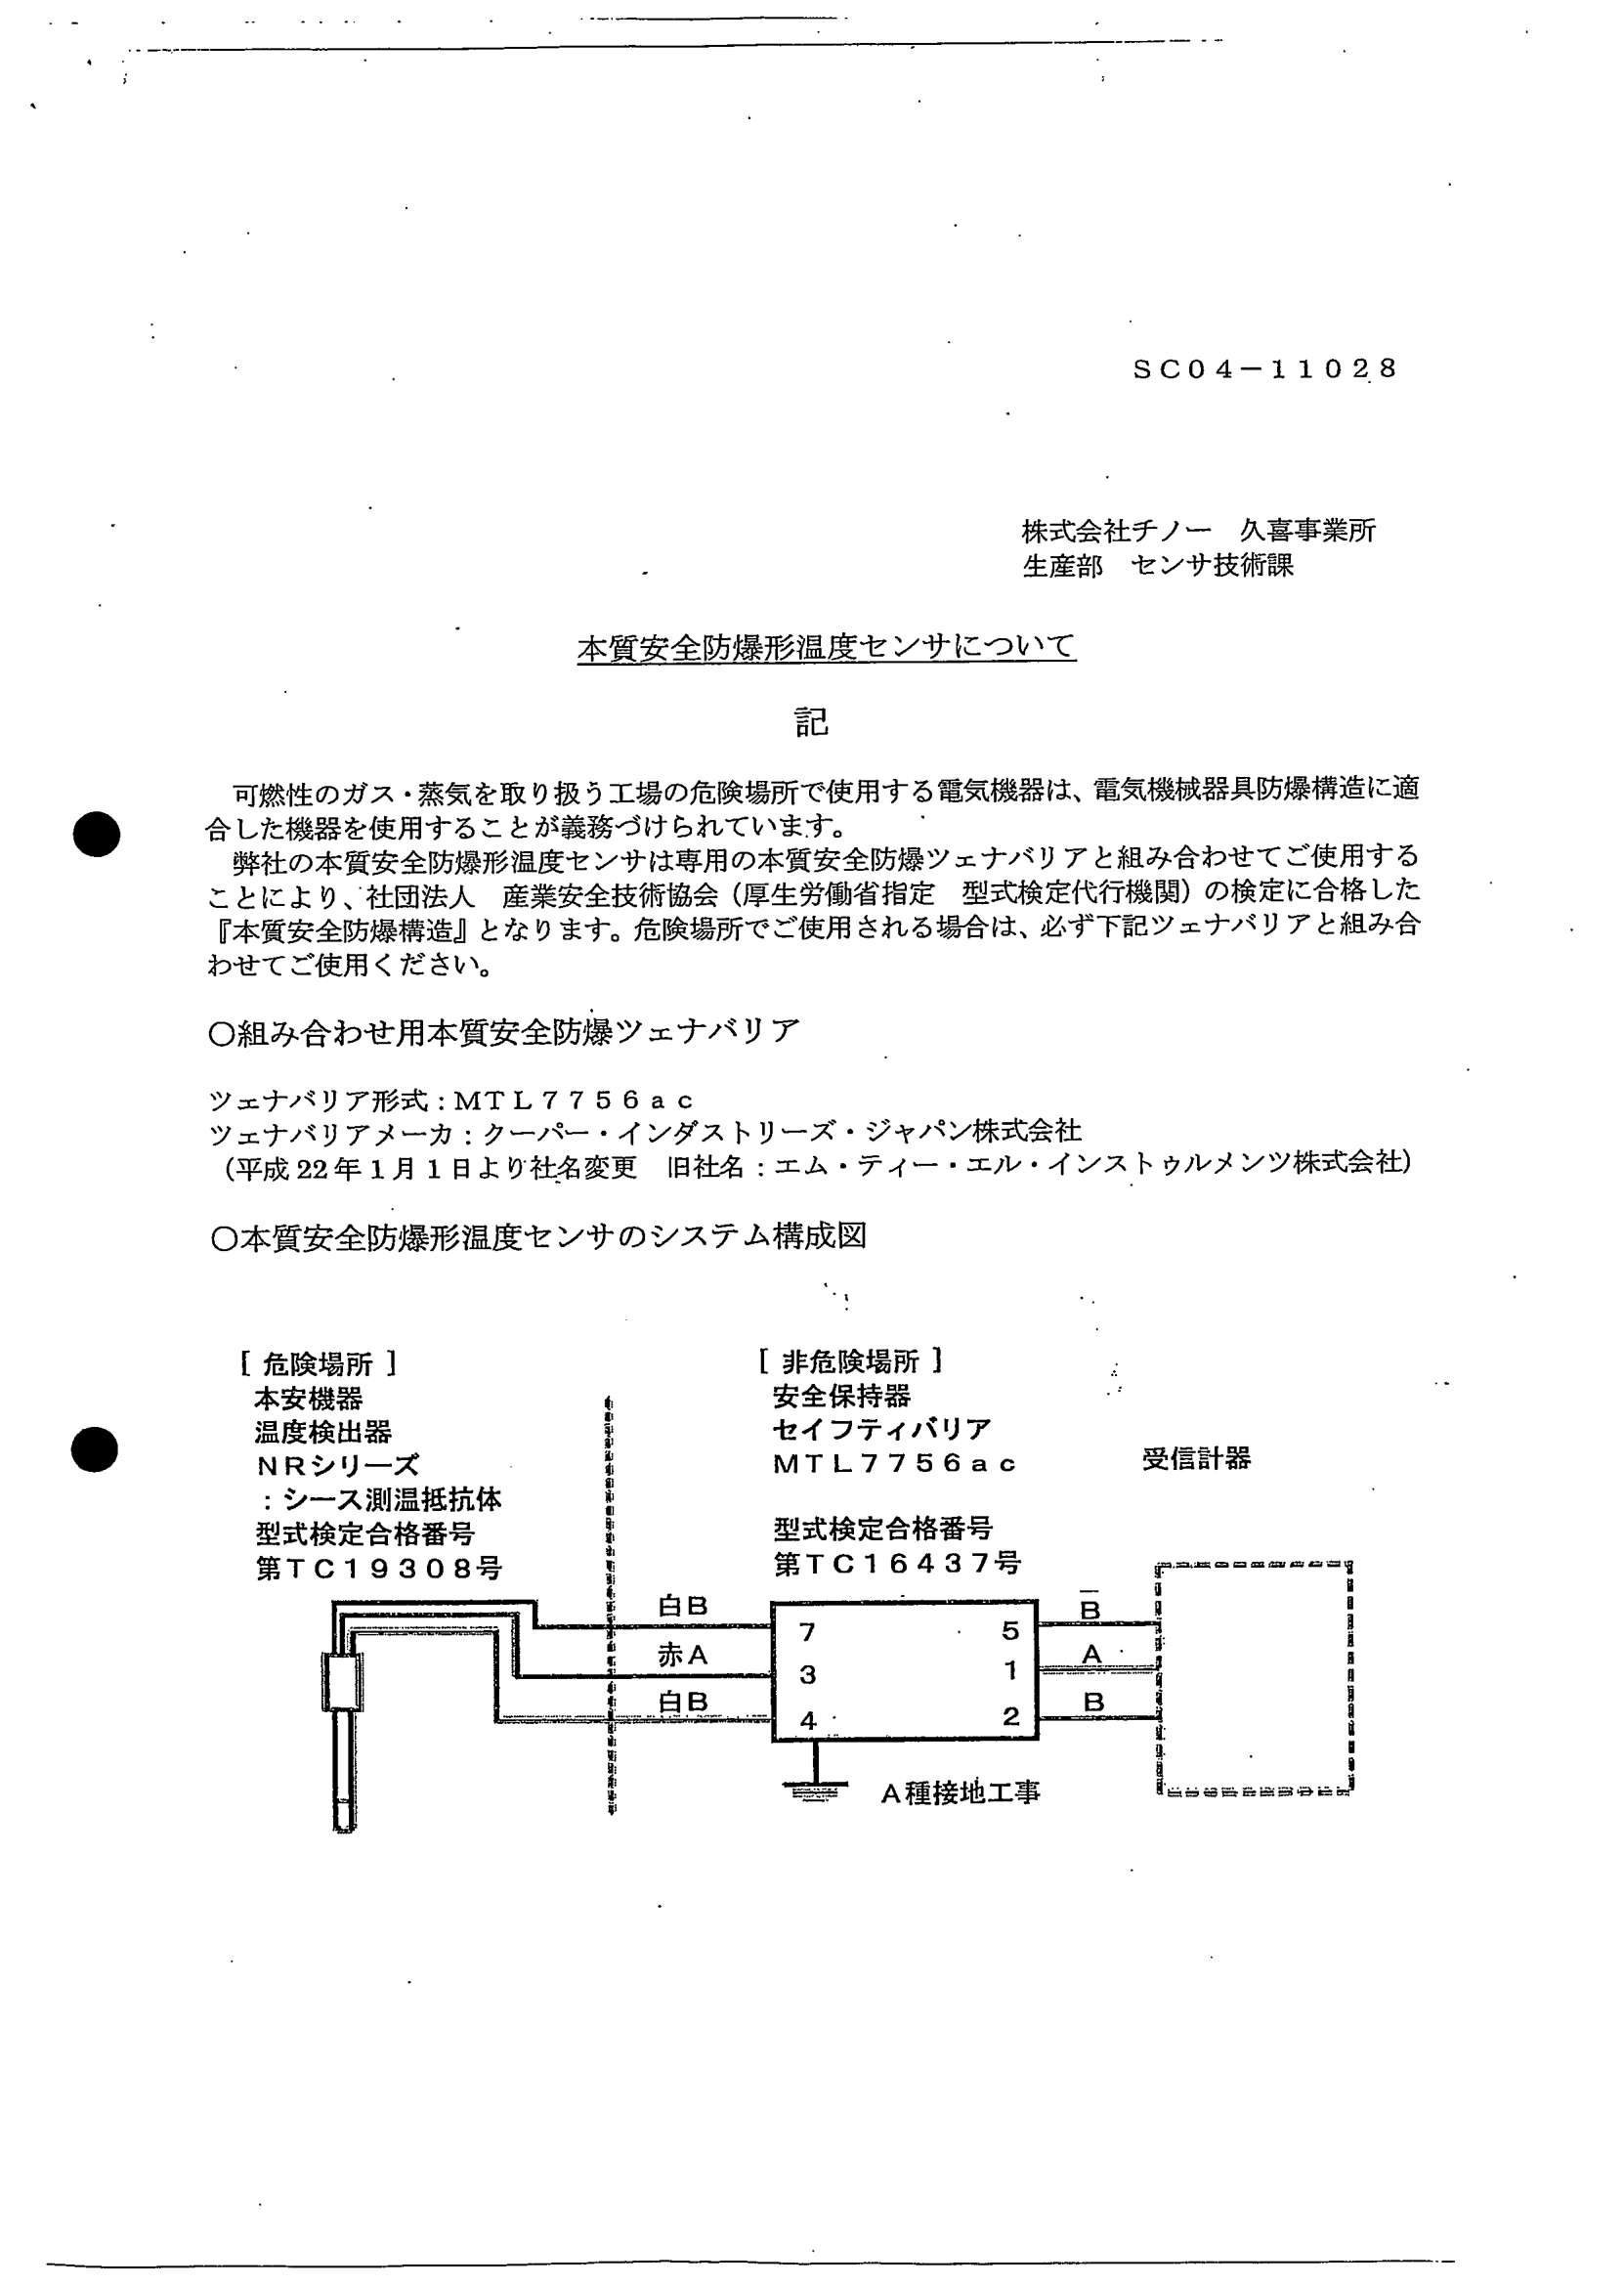 SC04-11028
株式会社チノー　久喜事業所
生産部　センサ技術課
本質安全防爆形温度センサについて
記
可燃性のガス・蒸気を取り扱う工場の危険場所で使用する電気機器は、電気機械器具防爆構造に適
合した機器を使用することが義務づけられています。
弊社の本質安全防爆形温度センサは専用の本質安全防爆ツェナバリアと組み合わせてご使用する
ことにより、社団法人　産業安全技術協会（厚生労働省指定　型式検定代行機関）の検定に合格した
『本質安全防爆構造』となります。危険場所でご使用される場合は、必ず下記ツェナバリアと組み合
わせてご使用ください。
〇組み合わせ用本質安全防爆ツェナバリア
ツェナバリア形式：MTL7756ac
ツェナバリアメーカ：クーパー・インダストリーズ・ジャパン株式会社
（平成22年1月1日より社名変更　旧社名：エム・ティー・エル・インストゥルメンツ株式会社）
〇本質安全防爆形温度センサのシステム構成図
[ 危険場所 ]
本安機器
温度検出器
NRシリーズ
：シース測温抵抗体
型式検定合格番号
第TC19308号
[ 非危険場所 ]
安全保持器
セイフティバリア
MTL7756ac
型式検定合格番号
第TC16437号
受信計器
白B 7 5 B
赤A 3 1 A
白B 4 2 B
A種接地工事